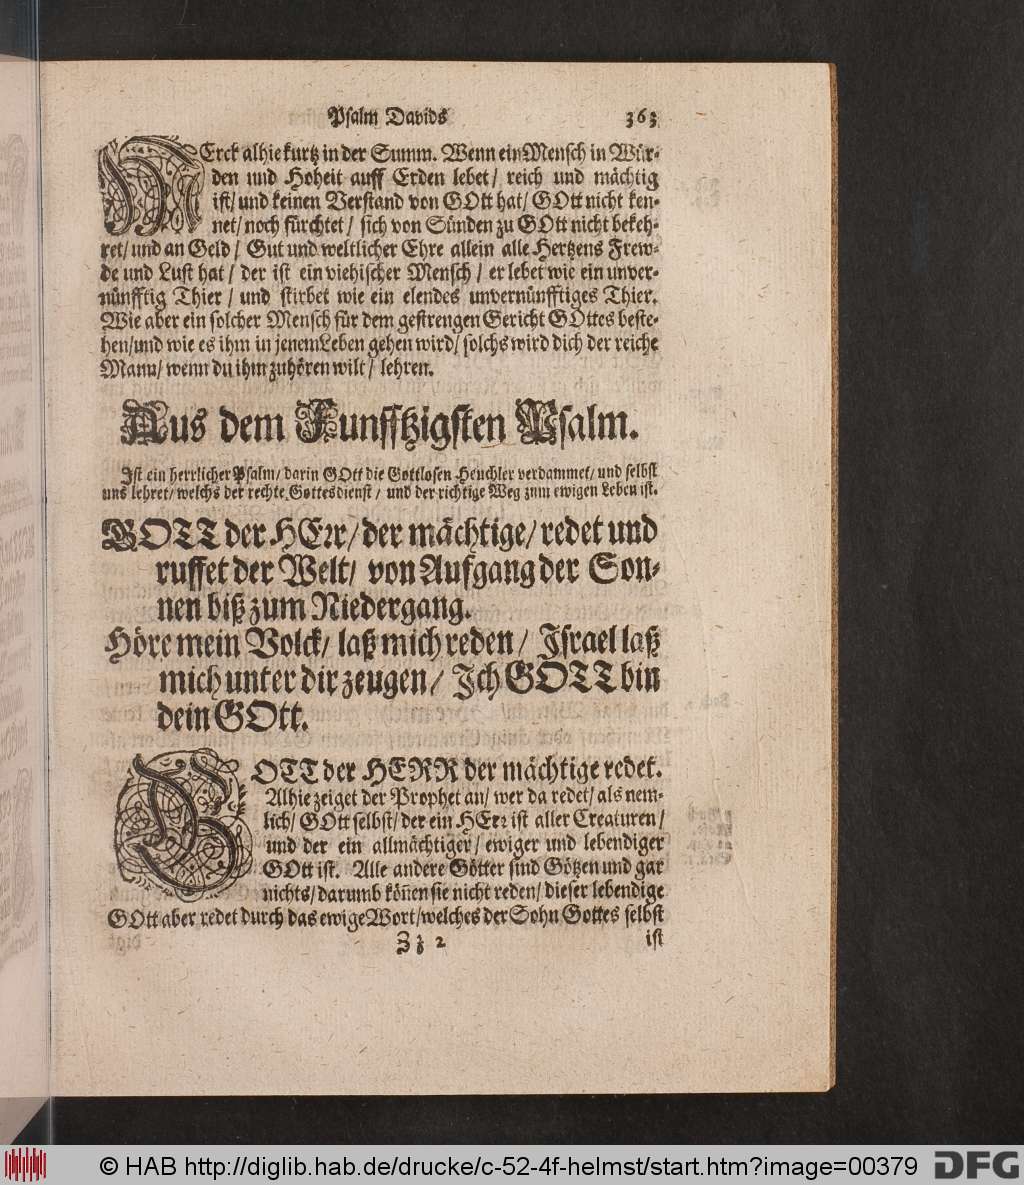 Psalm Davids 363
MErck alhie kurtz in der Summ. Wenn ein Mensch in Wür-
den und Hoheit auff Erden lebet/ reich und mächtig
ist/ und keinen Verstand von GOtt hat/ GOtt nicht ken-
net/ noch fürchtet/ sich von Sünden zu GOtt nicht bekeh-
ret/ und an Geld/ Gut und weltlicher Ehre allein alle Hertzens Frew-
de und Lust hat/ der ist ein viehischer Mensch/ er lebet wie ein unver-
nünfftig Thier/ und stirbet wie ein elendes unvernünfftiges Thier.
Wie aber ein solcher Mensch für dem gestrengen Gericht GOttes beste-
hen/ und wie es ihm in jenem Leben gehen wird/ solchs wird dich der reiche
Mann/ wenn du ihm zuhören wilt/ lehren.
Aus dem Funfftzigsten Psalm.
Ist ein herrlicher Psalm/ darin GOtt die Gottlosen Heuchler verdammet/ und selbst
uns lehret/ welchs der rechte Gottesdienst/ und der richtige Weg zum ewigen Leben ist.
GOTT der HErr/ der mächtige/ redet und
ruffet der Welt/ von Aufgang der Son-
nen biß zum Niedergang.
Höre mein Volck/ laß mich reden/ Israel laß
mich unter dir zeugen/ Ich GOTT bin
dein GOtt.
GOTT der HERR der mächtige redet.
Alhie zeiget der Prophet an/ wer da redet/ als nem-
lich/ GOtt selbst/ der ein HErr ist aller Creaturen/
und der ein allmächtiger/ ewiger und lebendiger
GOtt ist. Alle andere Götter sind Götzen und gar
nichts/ darumb köñen sie nicht reden/ dieser lebendige
GOtt aber redet durch das ewige Wort/ welches der Sohn Gottes selbst
Zz 2 ist
© HAB http://diglib.hab.de/drucke/c-52-4f-helmst/start.htm?image=00379 DFG